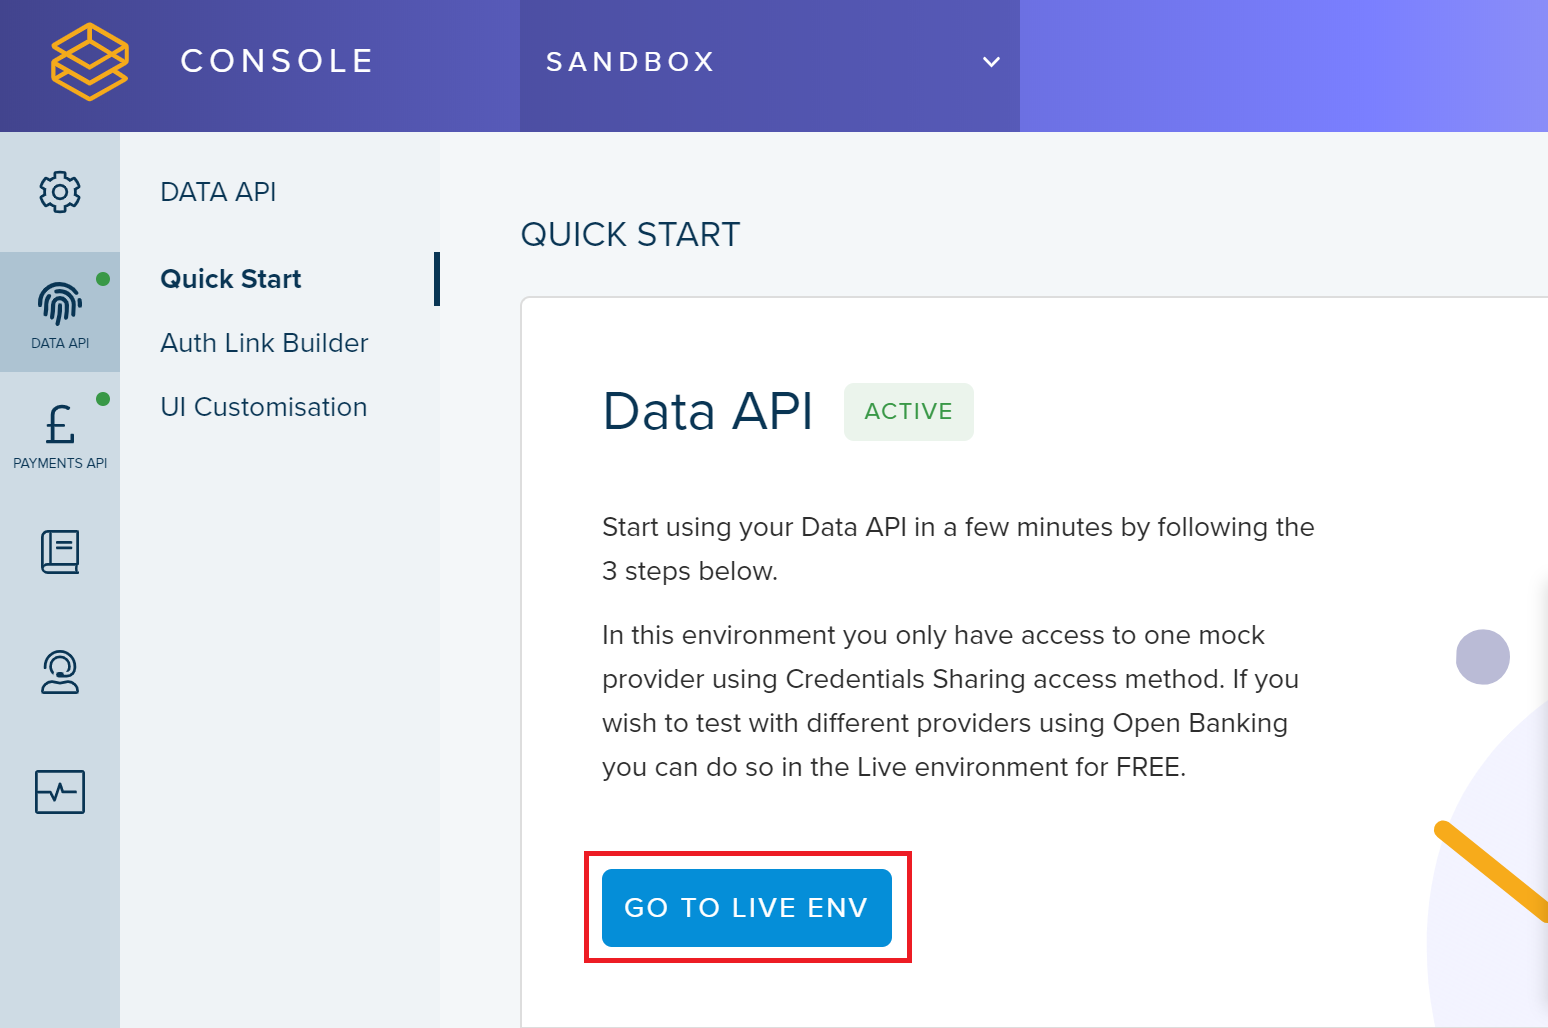 CONSOLE
SANDBOX
DATA API
Quick Start
Auth Link Builder
UI Customisation
DATA API
PAYMENTS API
QUICK START
Data API
ACTIVE
Start using your Data API in a few minutes by following the
3 steps below.
In this environment you only have access to one mock
provider using Credentials Sharing access method. If you
wish to test with different providers using Open Banking
you can do so in the Live environment for FREE.
GO TO LIVE ENV